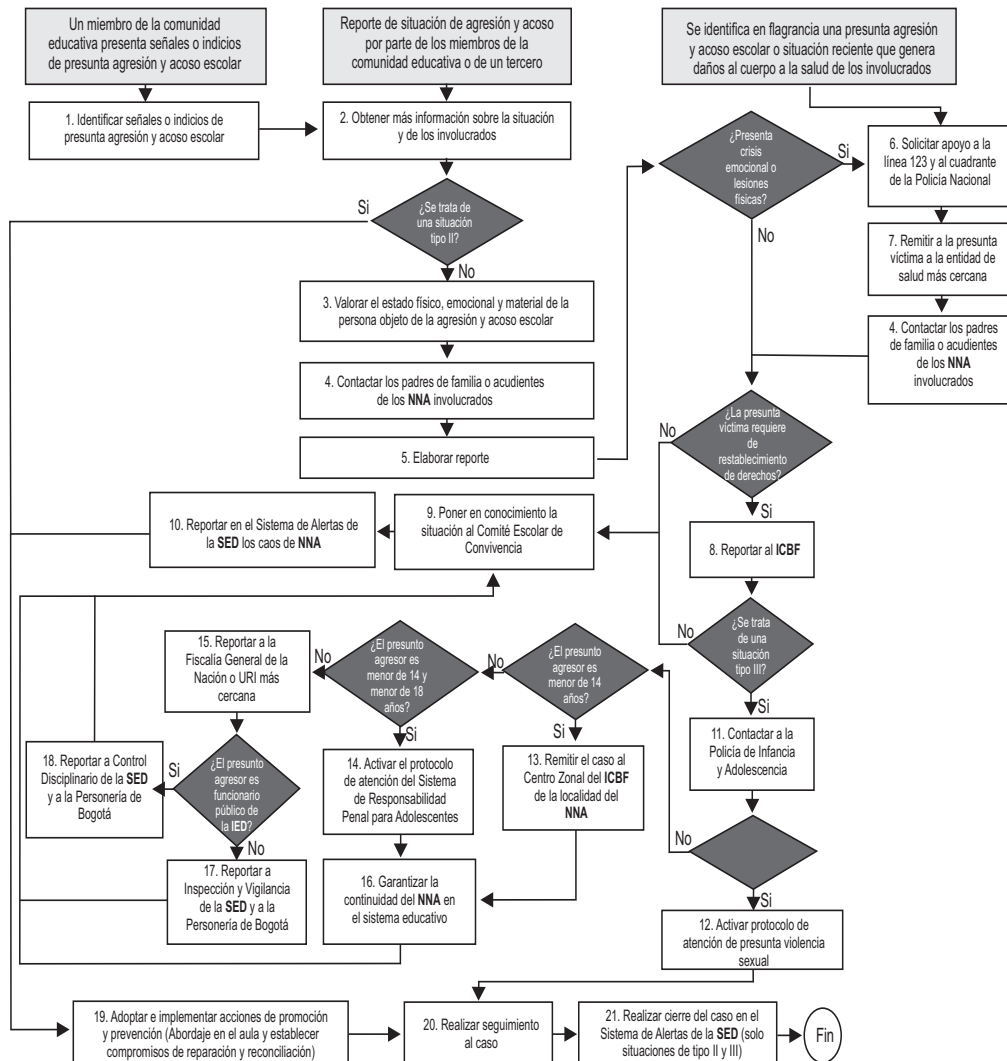 Un miembro de la comunidad
educativa presenta señales o indicios
de presunta agresión y acoso escolar
Reporte de situación de agresión y acoso
por parte de los miembros de la
comunidad educativa o de un tercero
Se identifica en flagrancia una presunta agresión
y acoso escolar o situación reciente que genera
daños al cuerpo a la salud de los involucrados
1. Identificar señales o indicios de
presunta agresión y acoso escolar
2. Obtener más información sobre la situación
y de los involucrados
¿Presenta
crisis
emocional o
lesiones
físicas?
Si
No
6. Solicitar apoyo a la
línea 123 y al cuadrante
de la Policía Nacional
Si
¿Se trata de
una situación
tipo II?
No
7. Remitir a la presunta
víctima a la entidad de
salud más cercana
3. Valorar el estado físico, emocional y material de la
persona objeto de la agresión y acoso escolar
4. Contactar los padres
de familia o acudientes
de los NNA
involucrados
4. Contactar los padres de familia o acudientes
de los NNA involucrados
5. Elaborar reporte
No
¿La presunta
víctima requiere
de
restablecimiento
de derechos?
Si
10. Reportar en el Sistema de Alertas de
la SED los caos de NNA
9. Poner en conocimiento la
situación al Comité Escolar de
Convivencia
8. Reportar al ICBF
No
¿Se trata
de una
situación
tipo III?
Si
15. Reportar a la
Fiscalía General de la
Nación o URI más
cercana
No
¿El presunto
agresor es
menor de 14 y
menor de 18
años?
Si
No
¿El presunto
agresor es
menor de 14
años?
Si
11. Contactar a la
Policía de Infancia
y Adolescencia
18. Reportar a Control
Disciplinario de la SED
y a la Personería de
Bogotá
Si
¿El presunto
agresor es
funcionario
público de
la IED?
No
14. Activar el protocolo
de atención del Sistema
de Responsabilidad
Penal para Adolescentes
13. Remitir el caso al
Centro Zonal del ICBF
de la localidad del
NNA
No
Si
17. Reportar a
Inspección y Vigilancia
de la SED y a la
Personería de Bogotá
16. Garantizar la
continuidad del NNA en
el sistema educativo
12. Activar protocolo de
atención de presunta violencia
sexual
19. Adoptar e implementar acciones de promoción
y prevención (Abordaje en el aula y establecer
compromisos de reparación y reconciliación)
20. Realizar seguimiento
al caso
21. Realizar cierre del caso en el
Sistema de Alertas de la SED (solo
situaciones de tipo II y III)
Fin